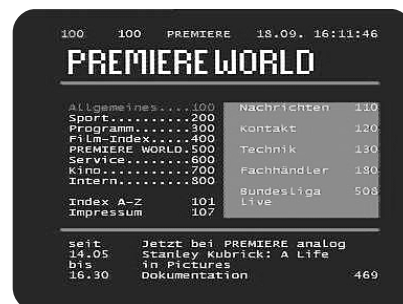 100 100 PREMIERE 18.09. 16:11:46
PREMIERE WORLD
Allgemeines....100
Sport..........200
Programm.......300
Film-Index.....400
PREMIERE WORLD.500
Service........600
Kino...........700
Intern.........800
Index A-Z 101
Impressum 107
Nachrichten 110
Kontakt 120
Technik 130
Fachhändler 180
Bundesliga 508
Live
seit Jetzt bei PREMIERE analog
14.05 Stanley Kubrick: A Life
bis in Pictures
16.30 Dokumentation 469